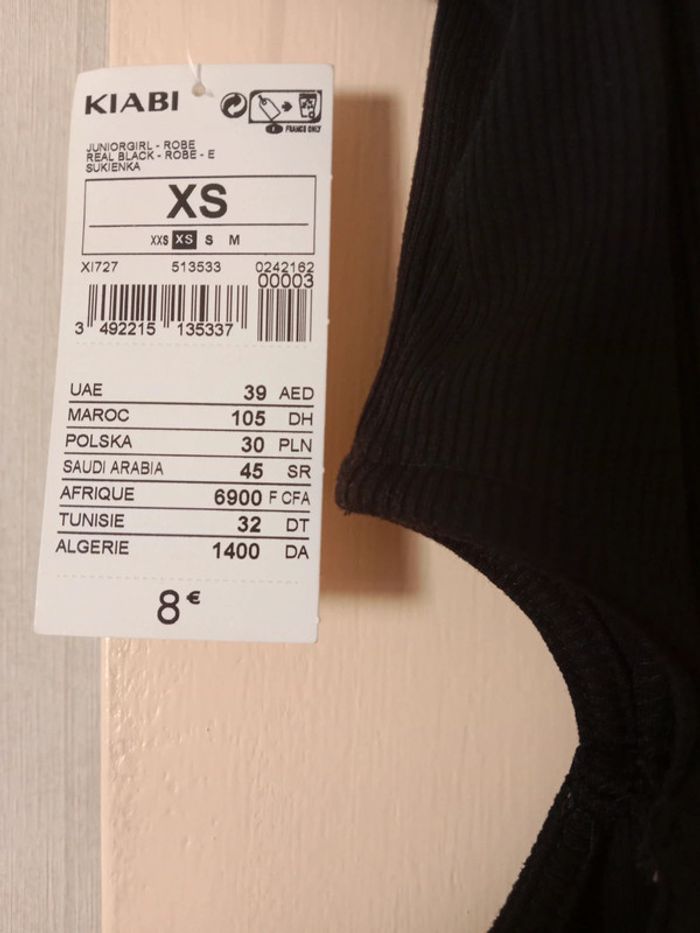 KIABI
FRANCE ONLY
JUNIORGIRL - ROBE
REAL BLACK - ROBE - E
SUKIENKA
XS
XXS XS S M
XI727 513533 0242162
00003
3 492215 135337
UAE 39 AED
MAROC 105 DH
POLSKA 30 PLN
SAUDI ARABIA 45 SR
AFRIQUE 6900 F CFA
TUNISIE 32 DT
ALGERIE 1400 DA
8€